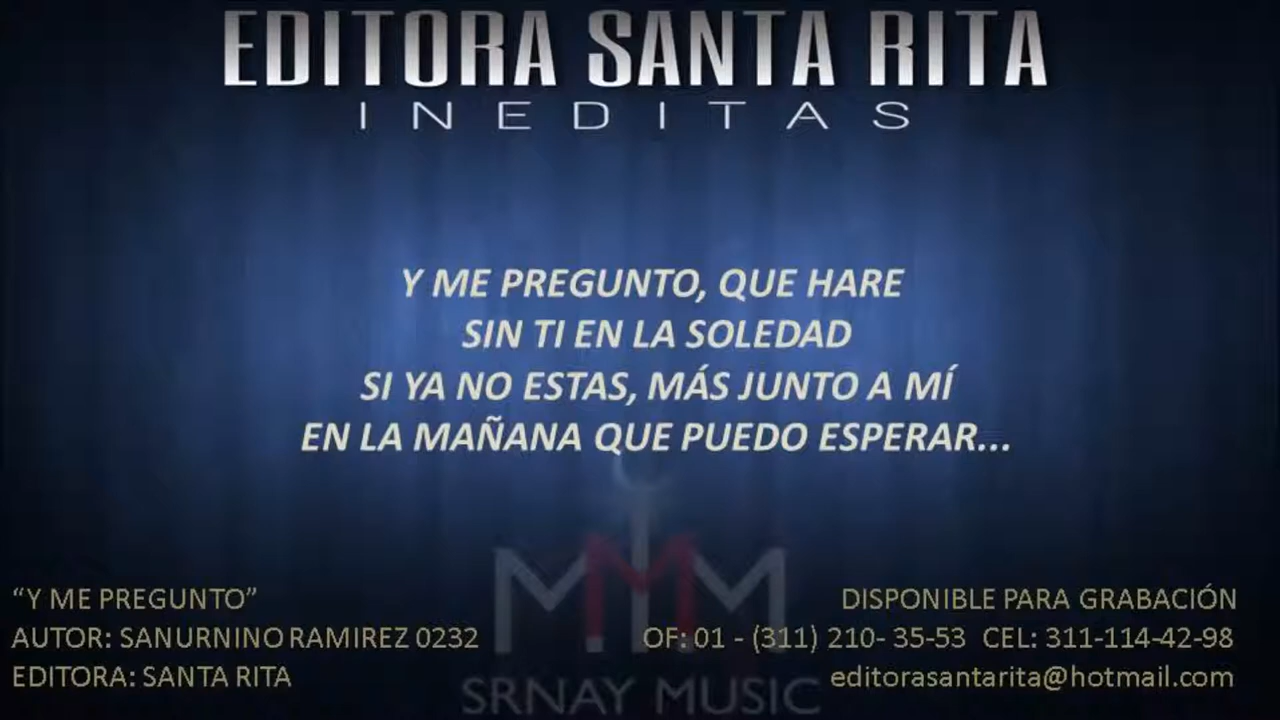 EDITORA SANTA RITA
INEDITAS
Y ME PREGUNTO, QUE HARE
SIN TI EN LA SOLEDAD
SI YA NO ESTAS, MÁS JUNTO A MÍ
EN LA MAÑANA QUE PUEDO ESPERAR...
“Y ME PREGUNTO”
AUTOR: SANURNINO RAMIREZ 0232
EDITORA: SANTA RITA
DISPONIBLE PARA GRABACIÓN
OF: 01 - (311) 210- 35-53 CEL: 311-114-42-98
editorasantarita@hotmail.com
SRNAY MUSIC